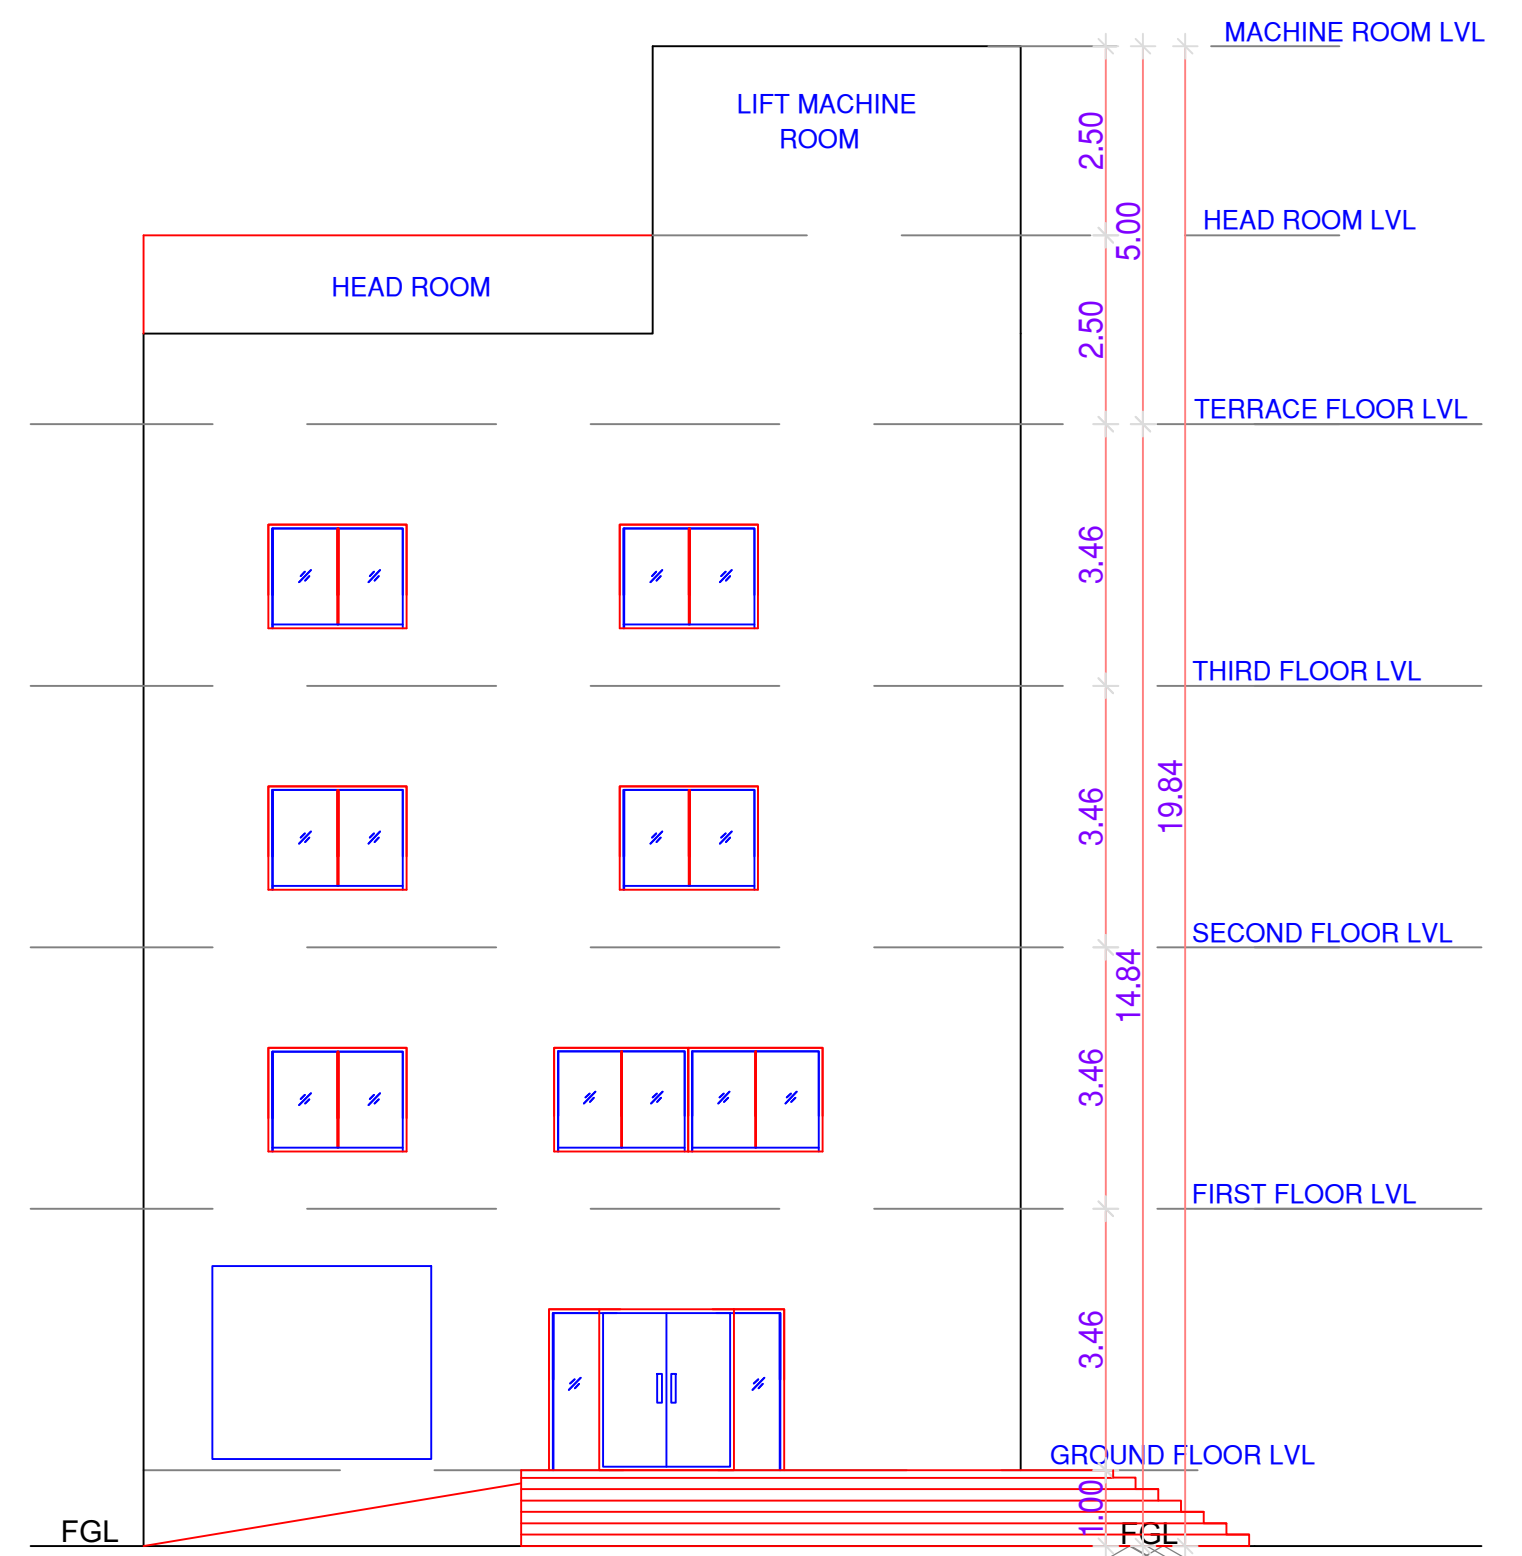 MACHINE ROOM LVL
LIFT MACHINE
ROOM
2.50
5.00
HEAD ROOM LVL
HEAD ROOM
2.50
TERRACE FLOOR LVL
3.46
THIRD FLOOR LVL
3.46
19.84
SECOND FLOOR LVL
14.84
3.46
FIRST FLOOR LVL
3.46
GROUND FLOOR LVL
1.00
FGL
FGL